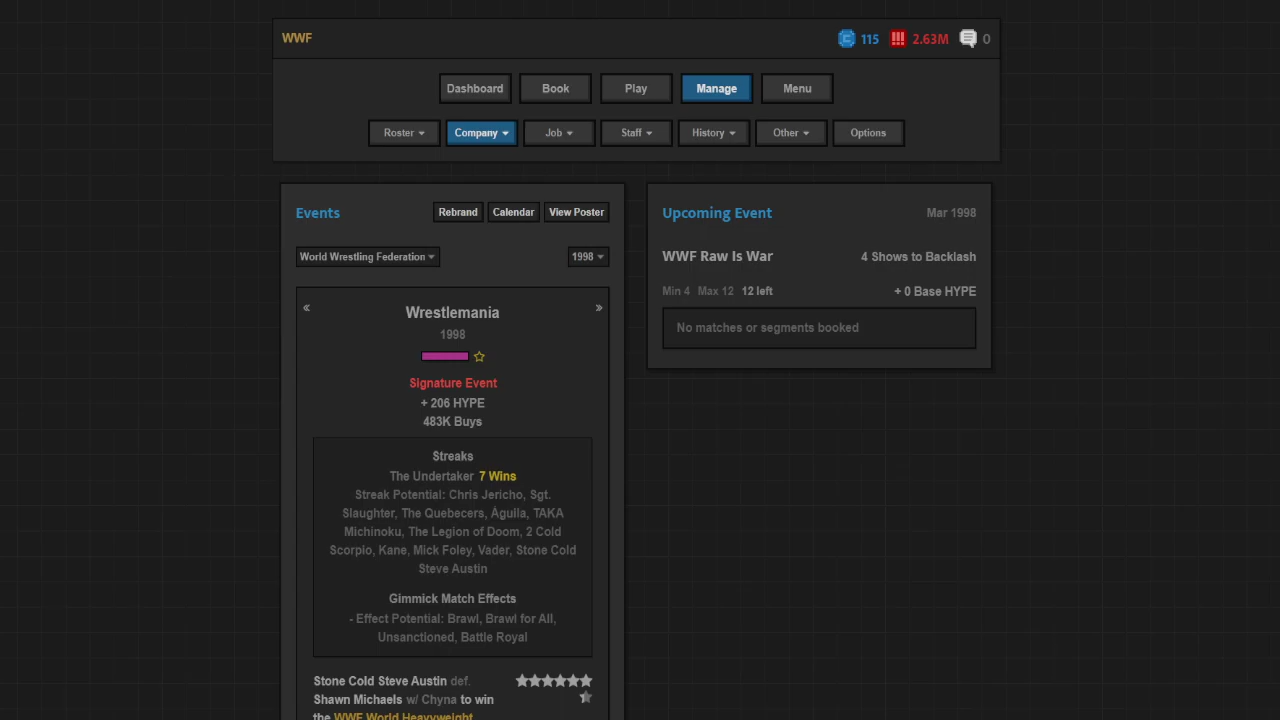 WWF
115
2.63M
0
Dashboard
Book
Play
Manage
Menu
Roster
Company
Job
Staff
History
Other
Options
Events
Rebrand
Calendar
View Poster
World Wrestling Federation
1998
«
Wrestlemania
»
1998
Signature Event
+ 206 HYPE
483K Buys
Streaks
The Undertaker 7 Wins
Streak Potential: Chris Jericho, Sgt.
Slaughter, The Quebecers, Águila, TAKA
Michinoku, The Legion of Doom, 2 Cold
Scorpio, Kane, Mick Foley, Vader, Stone Cold
Steve Austin
Gimmick Match Effects
- Effect Potential: Brawl, Brawl for All,
Unsanctioned, Battle Royal
Stone Cold Steve Austin def.
Shawn Michaels w/ Chyna to win
the WWF World Heavyweight
Upcoming Event
Mar 1998
WWF Raw Is War
4 Shows to Backlash
Min 4 Max 12 12 left
+ 0 Base HYPE
No matches or segments booked